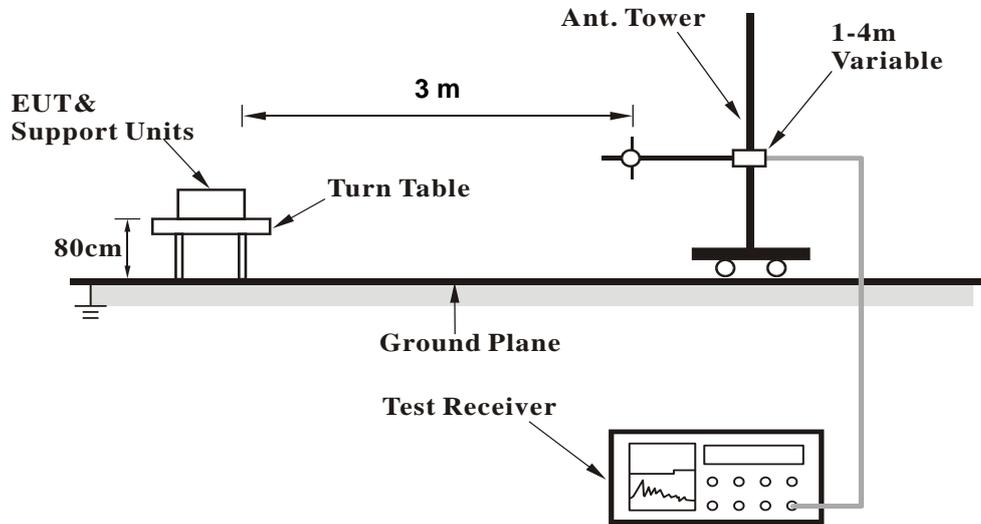 Ant. Tower
1-4m
Variable
3 m
EUT&
Support Units
Turn Table
80cm
Ground Plane
Test Receiver